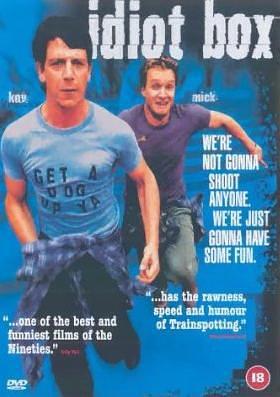 idiot box
kev
mick
GET A
DOG
UP YA
WE'RE
NOT GONNA
SHOOT
ANYONE.
WE'RE JUST
GONNA HAVE
SOME FUN.
"...has the rawness,
speed and humour
of Trainspotting."
"...one of the best and
funniest films of the
Nineties."
DVD
18